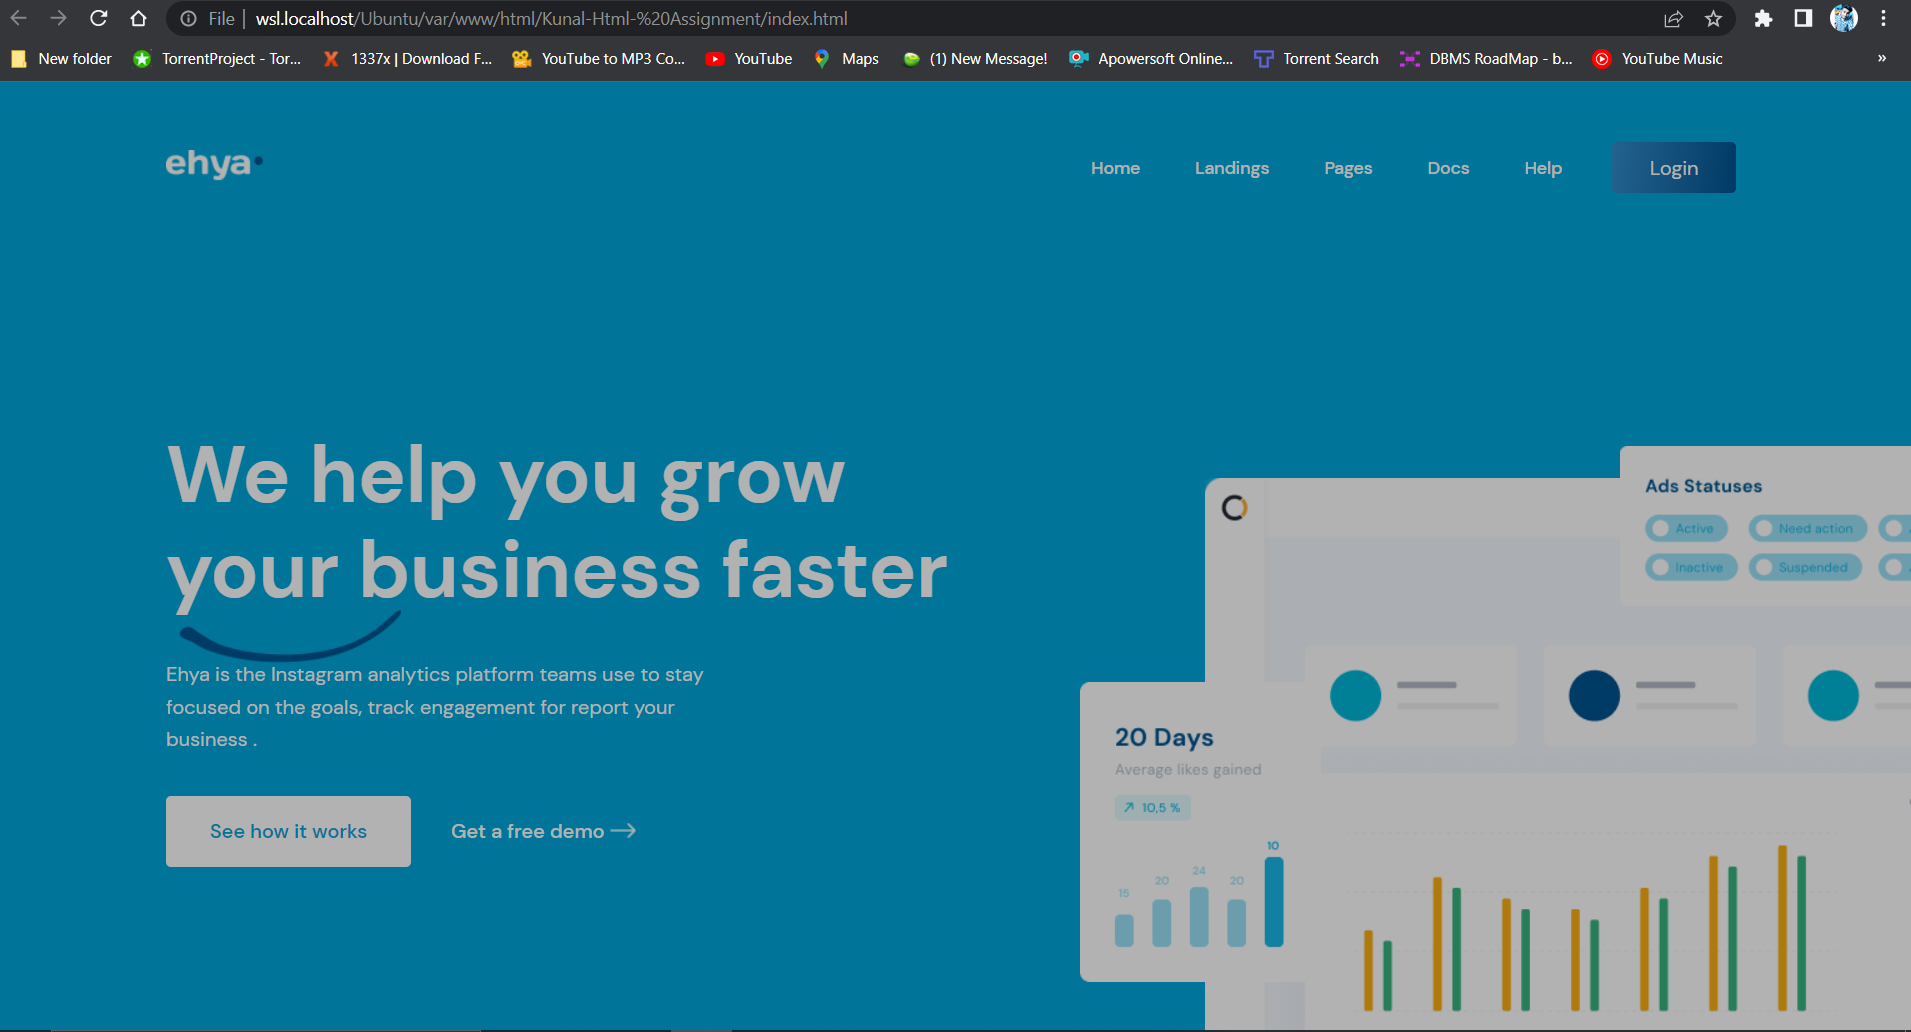 File | wsl.localhost/Ubuntu/var/www/html/Kunal-Html-%20Assignment/index.html
New folder
TorrentProject - Tor...
1337x | Download F...
YouTube to MP3 Co...
YouTube
Maps
(1) New Message!
Apowersoft Online...
Torrent Search
DBMS RoadMap - b...
YouTube Music
»
ehya
Home
Landings
Pages
Docs
Help
Login
We help you grow
your business faster
Ehya is the Instagram analytics platform teams use to stay
focused on the goals, track engagement for report your
business .
See how it works
Get a free demo
Ads Statuses
Active
Need action
Inactive
Suspended
20 Days
Average likes gained
10,5 %
15
20
24
20
10